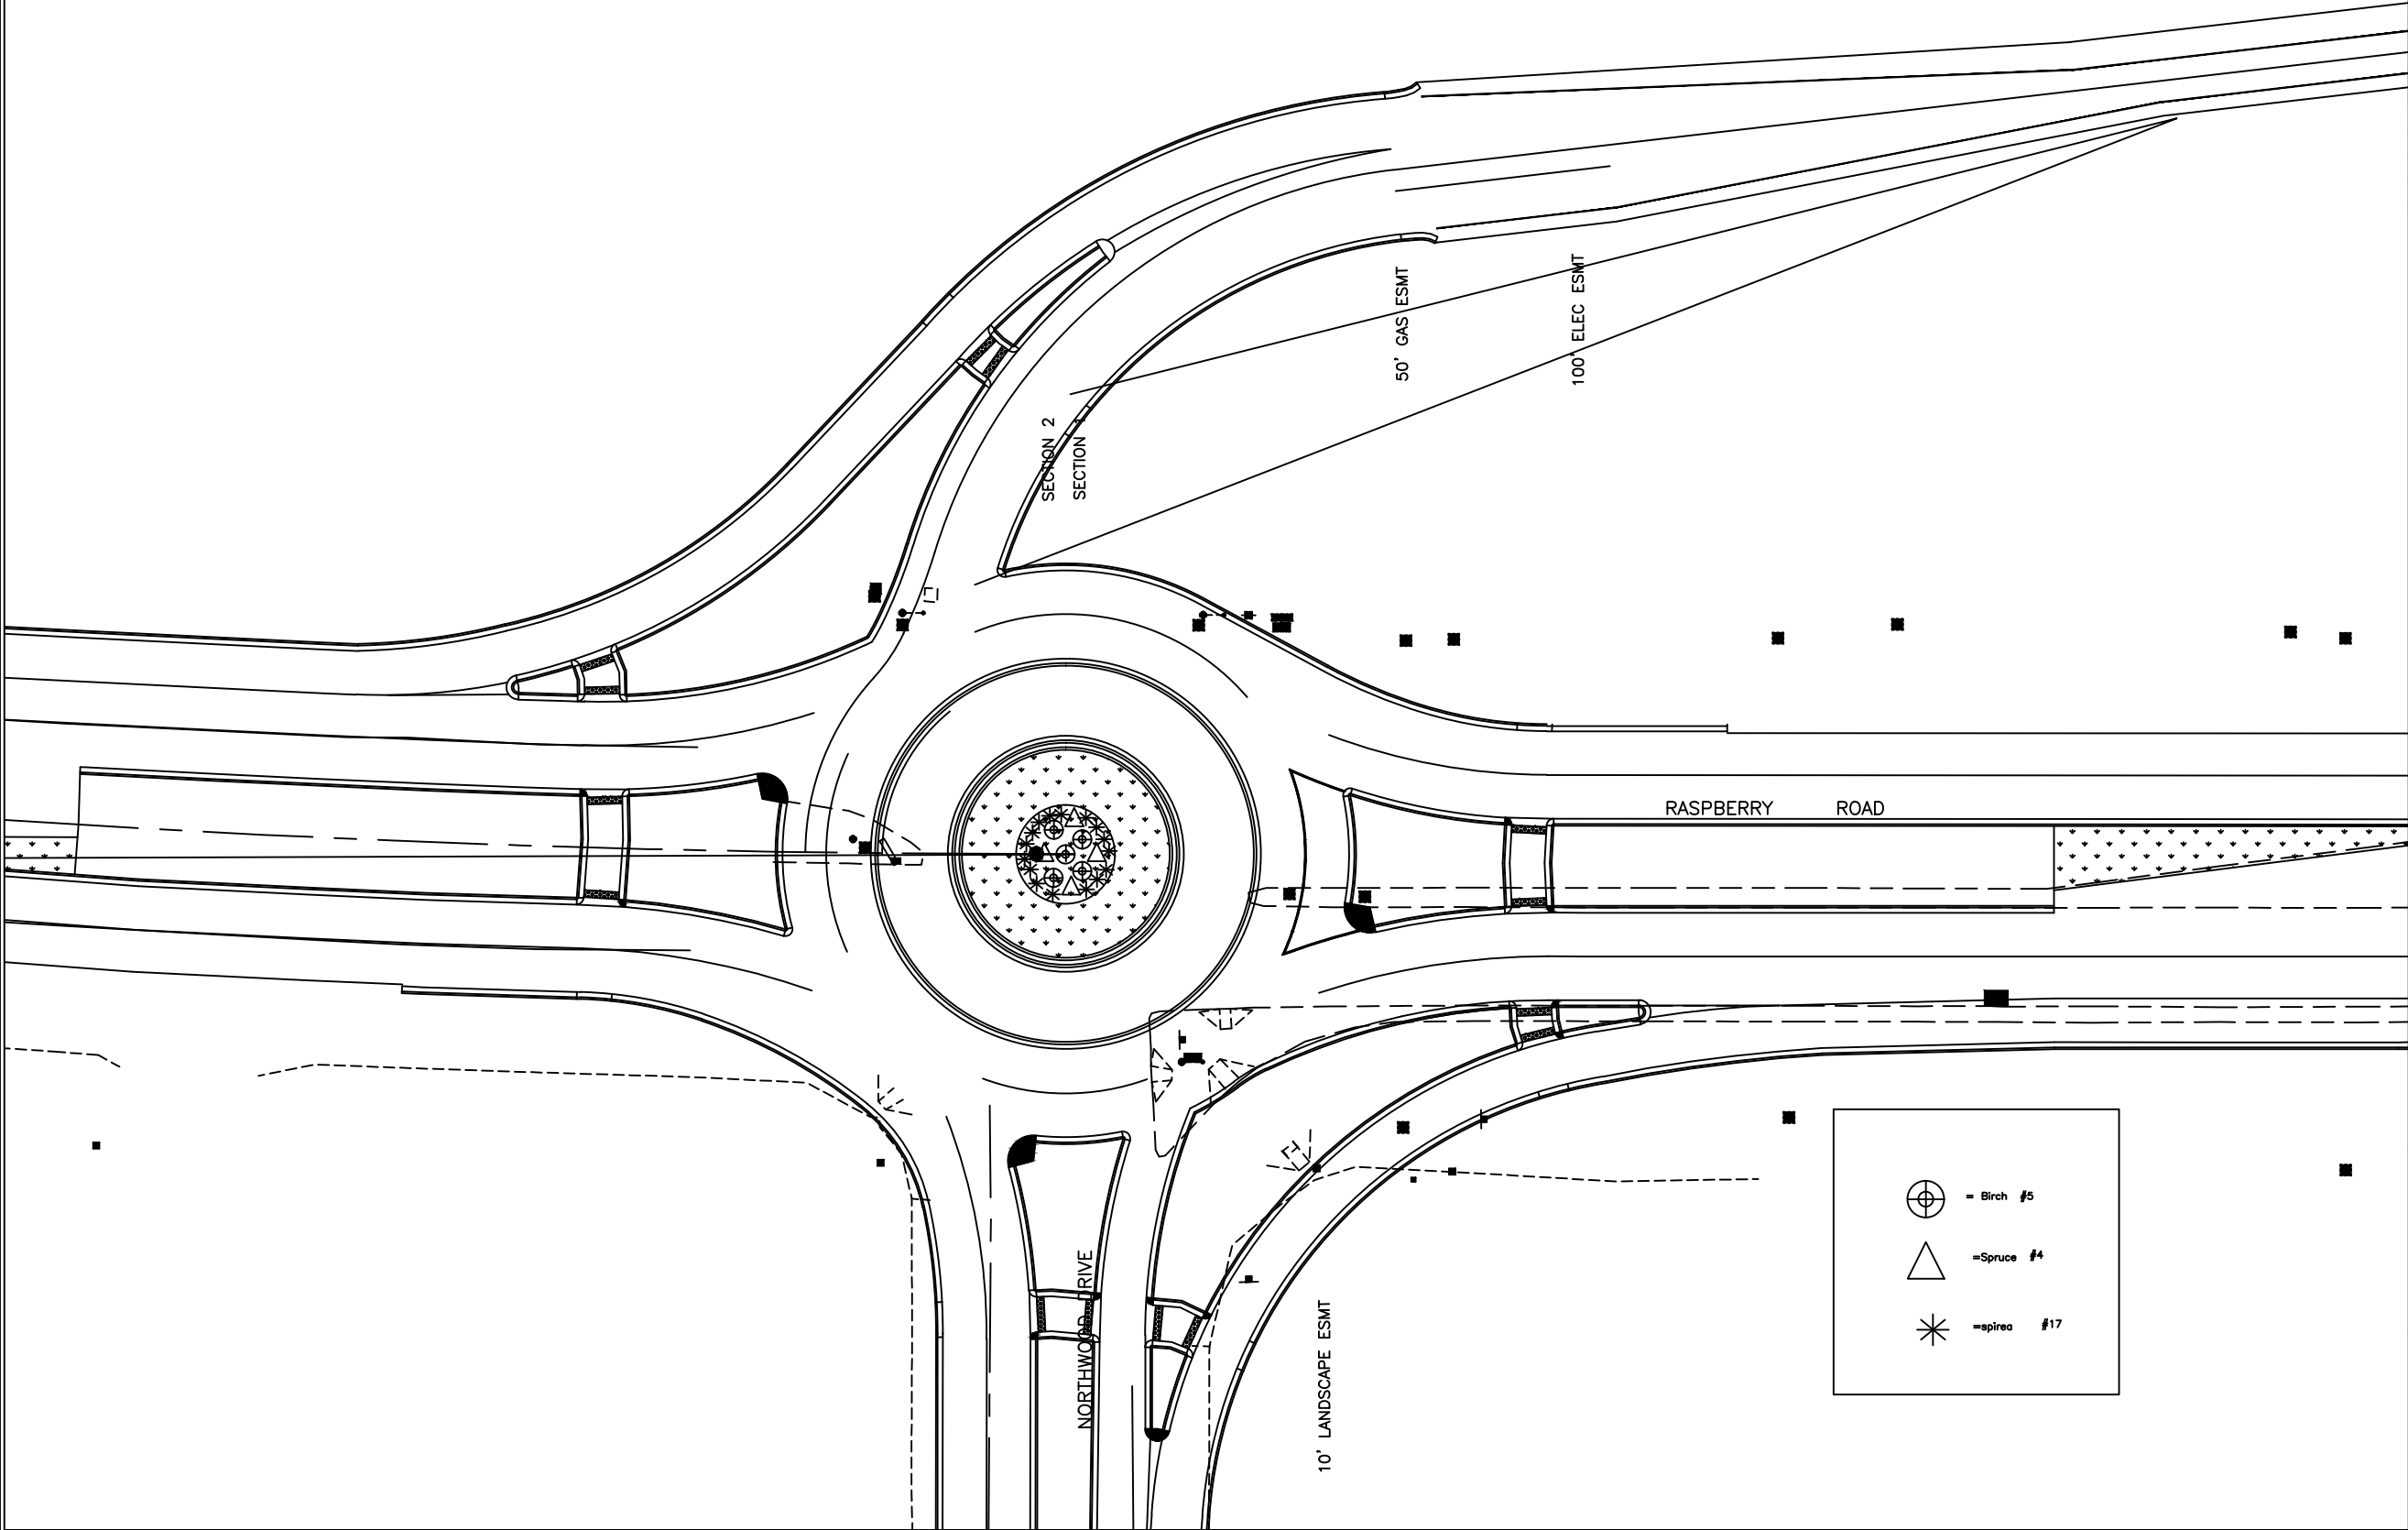 50' GAS ESMT
100' ELEC ESMT
SECTION 2
SECTION
RASPBERRY ROAD
NORTHWOOD DRIVE
10' LANDSCAPE ESMT
= Birch #5
=Spruce #4
=spirea #17